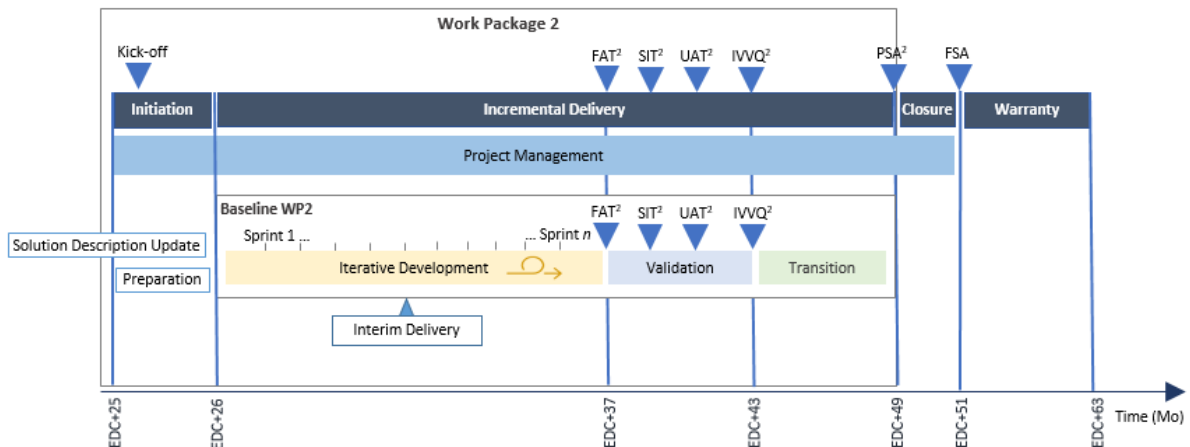 Work Package 2
Kick-off
FAT² SIT² UAT² IVVQ² PSA² FSA
Initiation Incremental Delivery Closure Warranty
Project Management
Baseline WP2
FAT² SIT² UAT² IVVQ²
Sprint 1 ... ... Sprint n
Solution Description Update
Iterative Development Validation Transition
Preparation
Interim Delivery
EDC+25 EDC+26 EDC+37 EDC+43 EDC+49 EDC+51 EDC+63
Time (Mo)